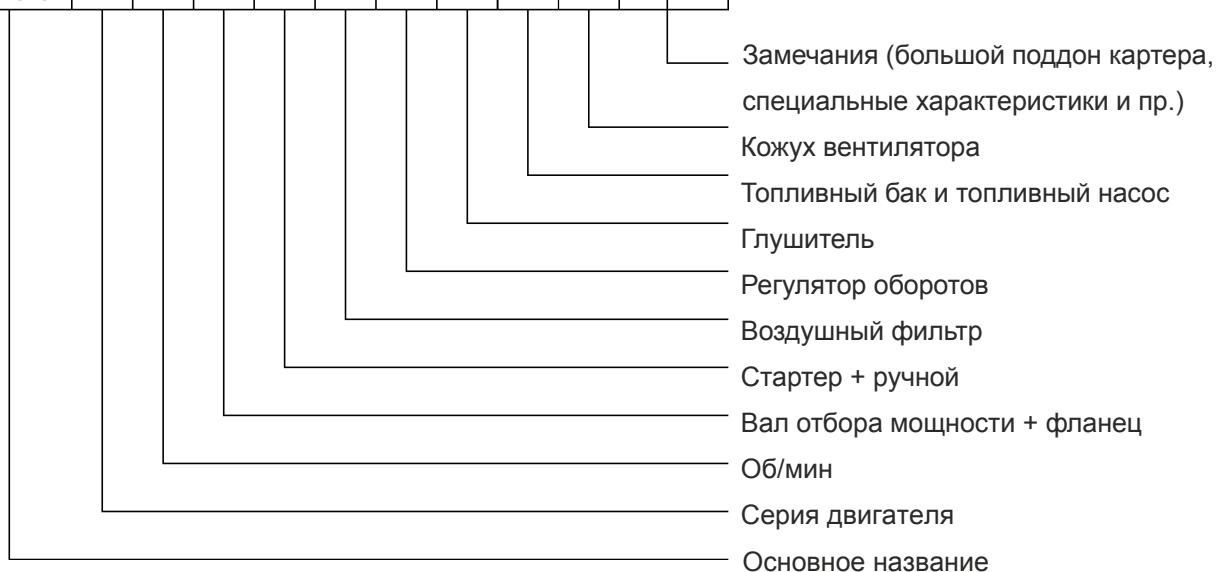 Замечания (большой поддон картера,
специальные характеристики и пр.)
Кожух вентилятора
Топливный бак и топливный насос
Глушитель
Регулятор оборотов
Воздушный фильтр
Стартер + ручной
Вал отбора мощности + фланец
Об/мин
Серия двигателя
Основное название